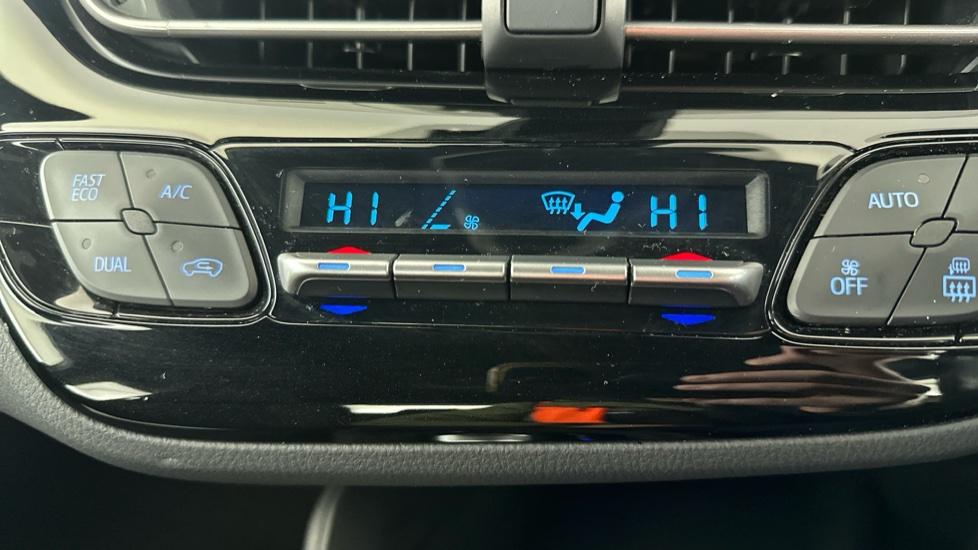 FAST
ECO
A/C
DUAL
HI
HI
AUTO
OFF